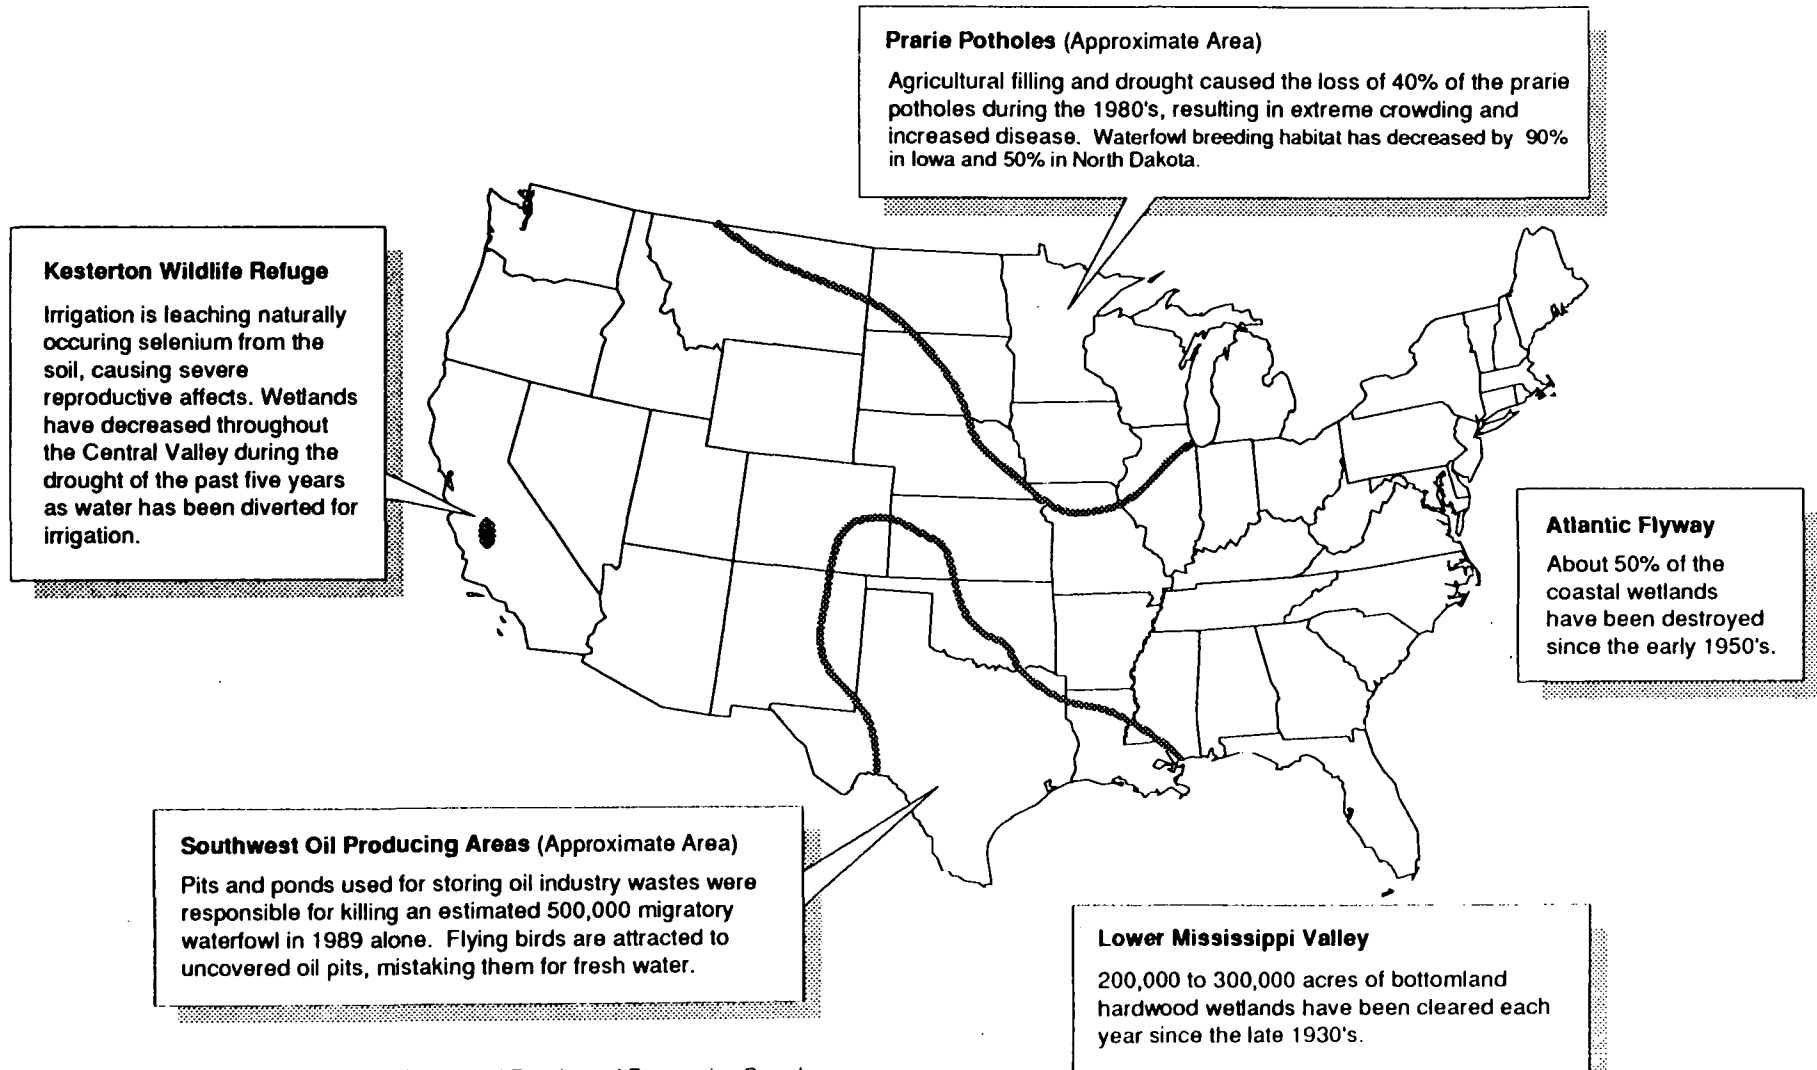 Prarie Potholes (Approximate Area)
Agricultural filling and drought caused the loss of 40% of the prarie
potholes during the 1980's, resulting in extreme crowding and
increased disease. Waterfowl breeding habitat has decreased by 90%
in Iowa and 50% in North Dakota.
Kesterton Wildlife Refuge
Irrigation is leaching naturally
occuring selenium from the
soil, causing severe
reproductive affects. Wetlands
have decreased throughout
the Central Valley during the
drought of the past five years
as water has been diverted for
irrigation.
Atlantic Flyway
About 50% of the
coastal wetlands
have been destroyed
since the early 1950's.
Southwest Oil Producing Areas (Approximate Area)
Pits and ponds used for storing oil industry wastes were
responsible for killing an estimated 500,000 migratory
waterfowl in 1989 alone. Flying birds are attracted to
uncovered oil pits, mistaking them for fresh water.
Lower Mississippi Valley
200,000 to 300,000 acres of bottomland
hardwood wetlands have been cleared each
year since the late 1930's.